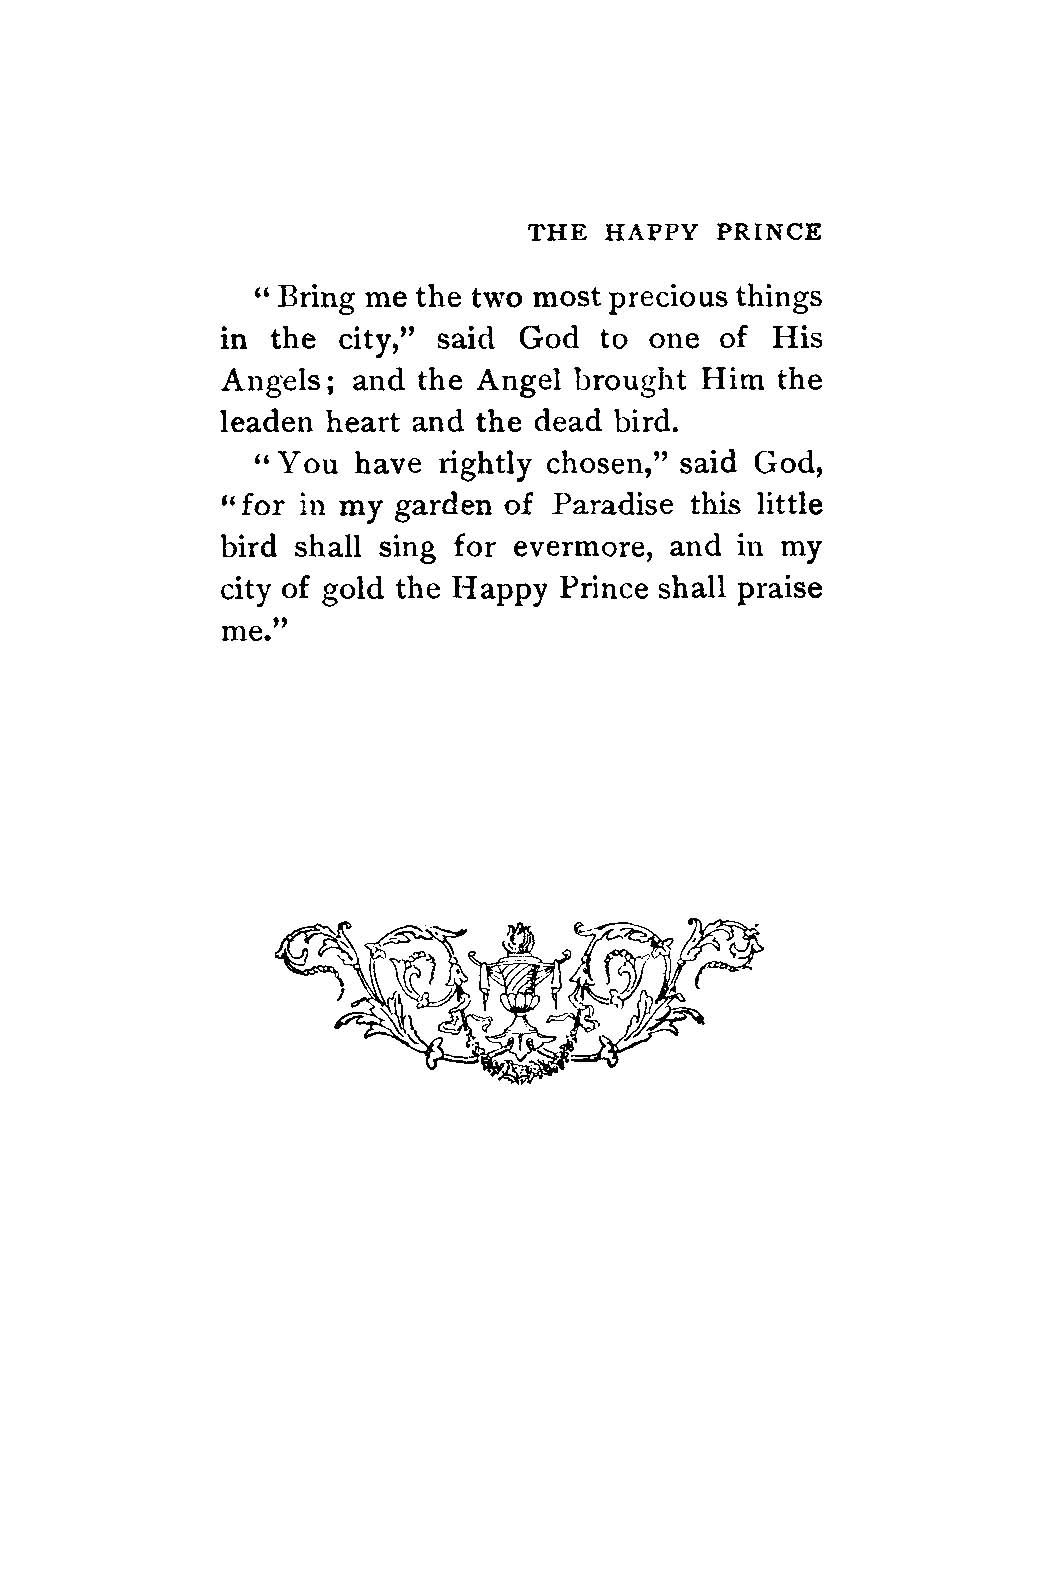 THE HAPPY PRINCE
“ Bring me the two most precious things
in the city,” said God to one of His
Angels; and the Angel brought Him the
leaden heart and the dead bird.
“ You have rightly chosen,” said God,
“for in my garden of Paradise this little
bird shall sing for evermore, and in my
city of gold the Happy Prince shall praise
me.”